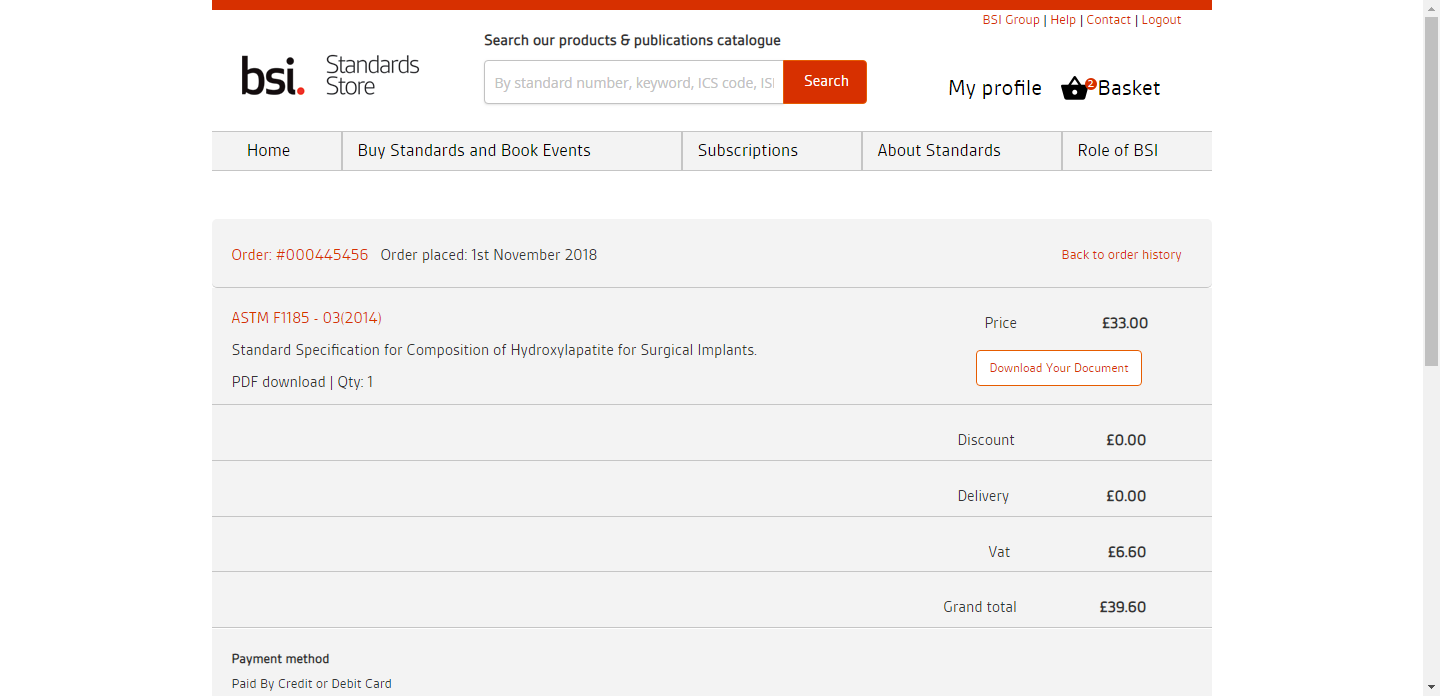 BSI Group | Help | Contact | Logout
Search our products & publications catalogue
bsi. Standards Store
By standard number, keyword, ICS code, ISI
Search
My profile
2
Basket
Home
Buy Standards and Book Events
Subscriptions
About Standards
Role of BSI
Order: #000445456 Order placed: 1st November 2018
Back to order history
ASTM F1185 - 03(2014)
Price £33.00
Standard Specification for Composition of Hydroxylapatite for Surgical Implants.
Download Your Document
PDF download | Qty: 1
Discount £0.00
Delivery £0.00
Vat £6.60
Grand total £39.60
Payment method
Paid By Credit or Debit Card